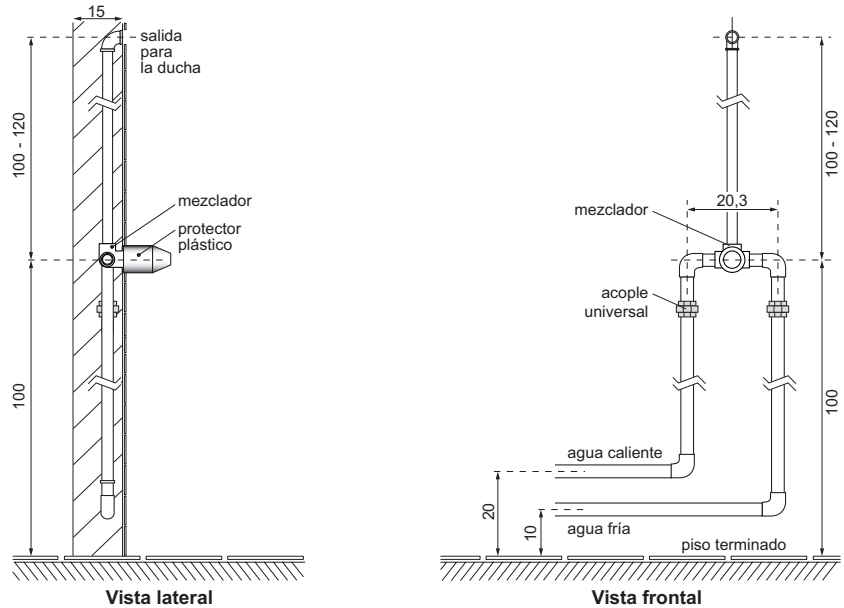 15
salida
para
la ducha
100 - 120
mezclador
protector
plástico
100
Vista lateral
100 - 120
20,3
mezclador
acople
universal
100
agua caliente
20
10
agua fría
piso terminado
Vista frontal